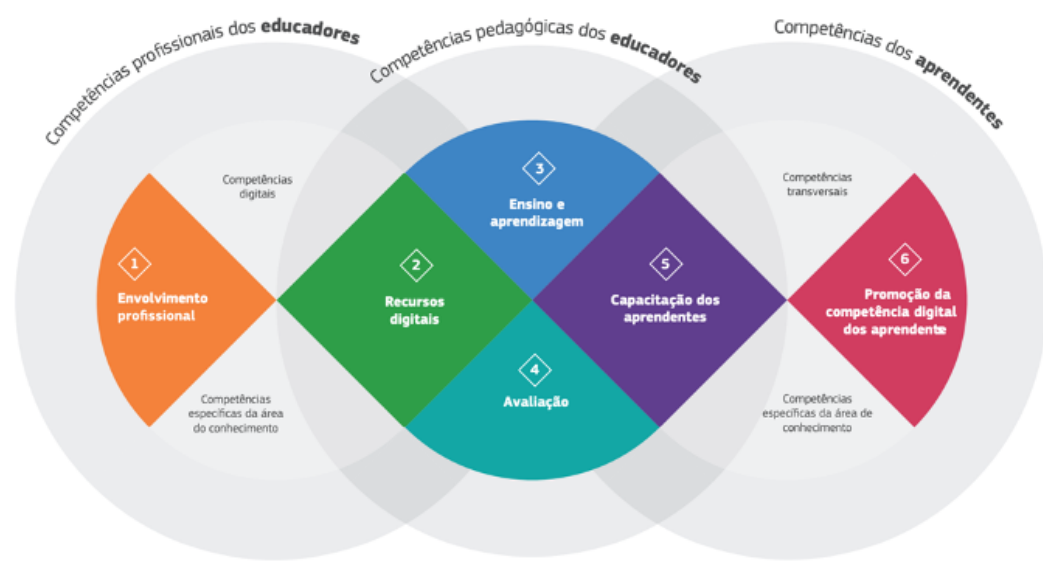 Competências profissionais dos educadores
Competências pedagógicas dos educadores
Competências dos aprendentes
Competências
digitais
1
Envolvimento
profissional
Competências
específicas da área
do conhecimento
2
Recursos
digitais
3
Ensino e
aprendizagem
4
Avaliação
5
Capacitação dos
aprendentes
Competências
transversais
6
Promoção da
competência digital
dos aprendente
Competências
específicas da área de
conhecimento